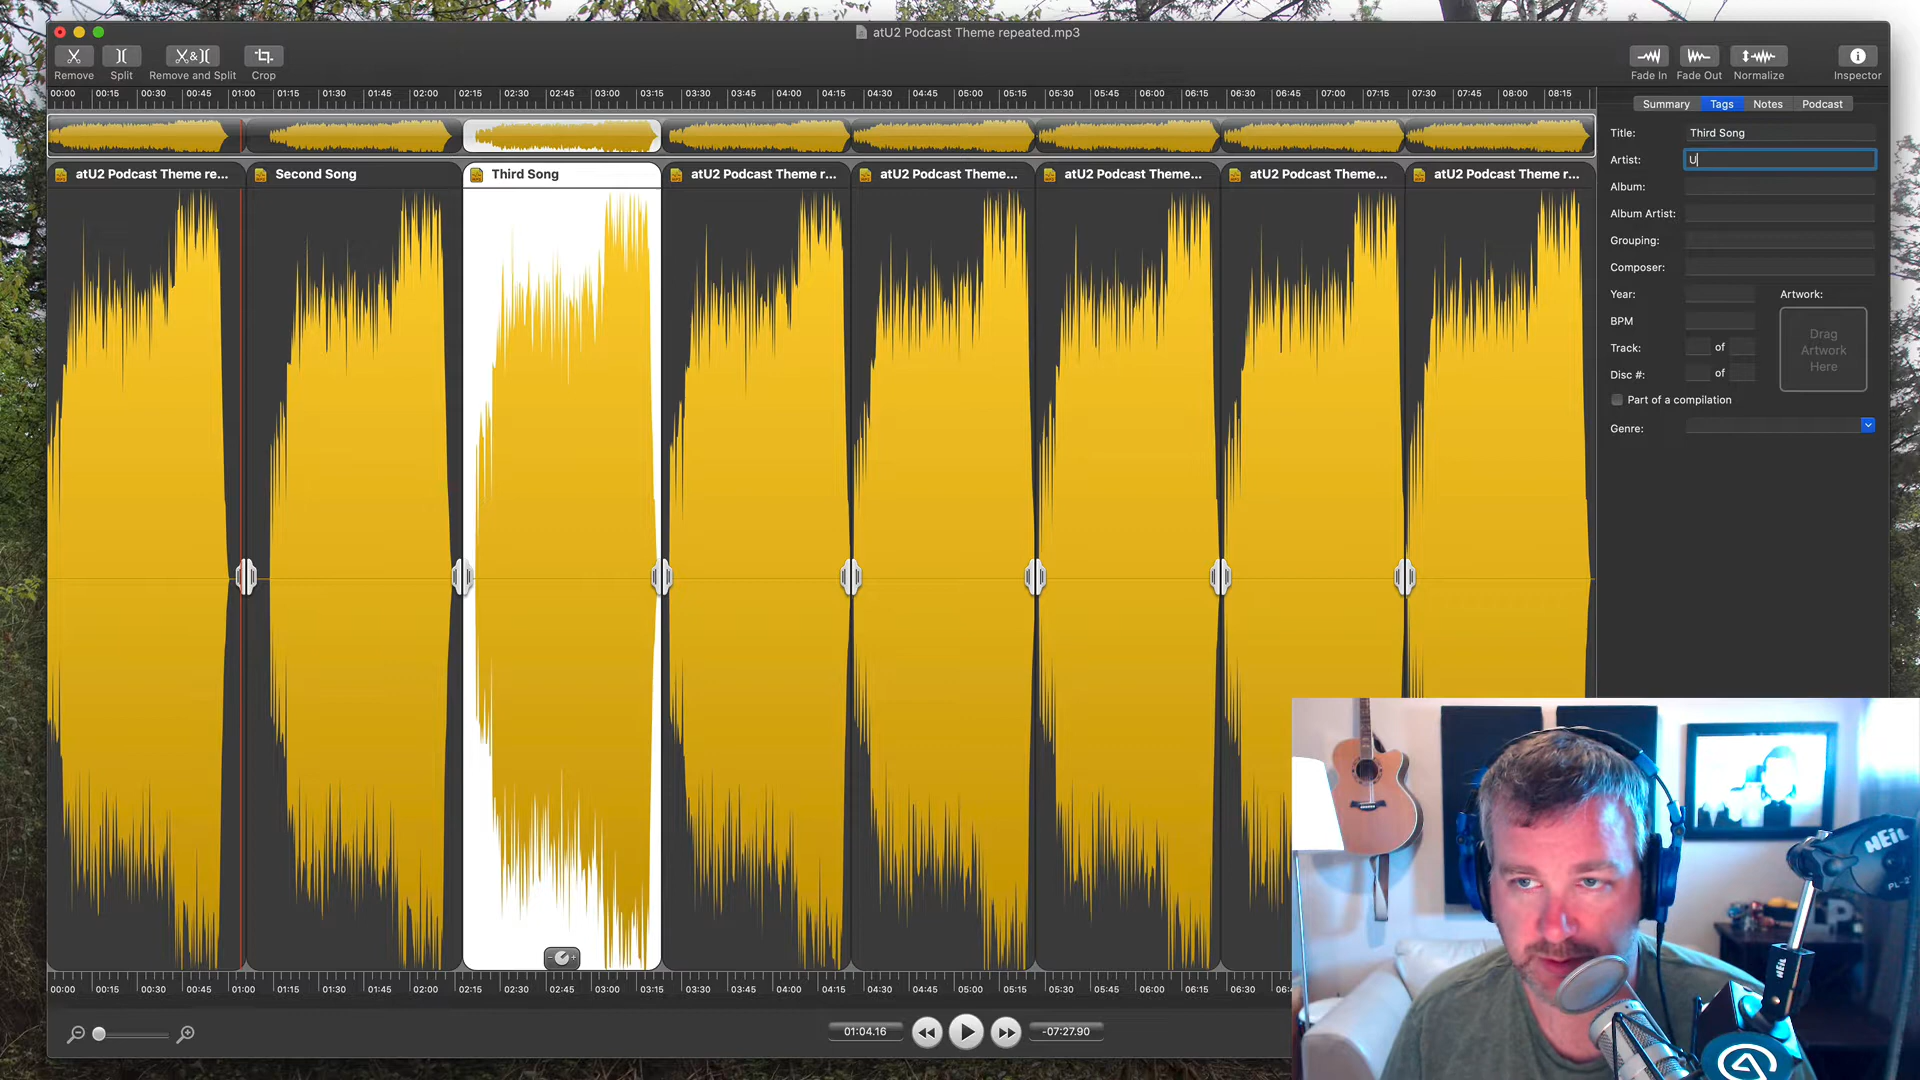 atU2 Podcast Theme repeated.mp3
Remove Split Remove and Split Crop Fade In Fade Out Normalize Inspector
00:00 00:15 00:30 00:45 01:00 01:15 01:30 01:45 02:00 02:15 02:30 02:45 03:00 03:15 03:30 03:45 04:00 04:15 04:30 04:45 05:00 05:15 05:30 05:45 06:00 06:15 06:30 06:45 07:00 07:15 07:30 07:45 08:00 08:15
Summary Tags Notes Podcast
Title: Third Song
Artist: U
Album:
Album Artist:
Grouping:
Composer:
Year: Artwork:
BPM
Track: of
Disc #: of
Drag
Artwork
Here
Part of a compilation
Genre:
atU2 Podcast Theme re... Second Song Third Song atU2 Podcast Theme r... atU2 Podcast Theme... atU2 Podcast Theme... atU2 Podcast Theme... atU2 Podcast Theme r...
00:00 00:15 00:30 00:45 01:00 01:15 01:30 01:45 02:00 02:15 02:30 02:45 03:00 03:15 03:30 03:45 04:00 04:15 04:30 04:45 05:00 05:15 05:30 05:45 06:00 06:15 06:30
01:04.16 -07:27.90
HEiL
HEiL